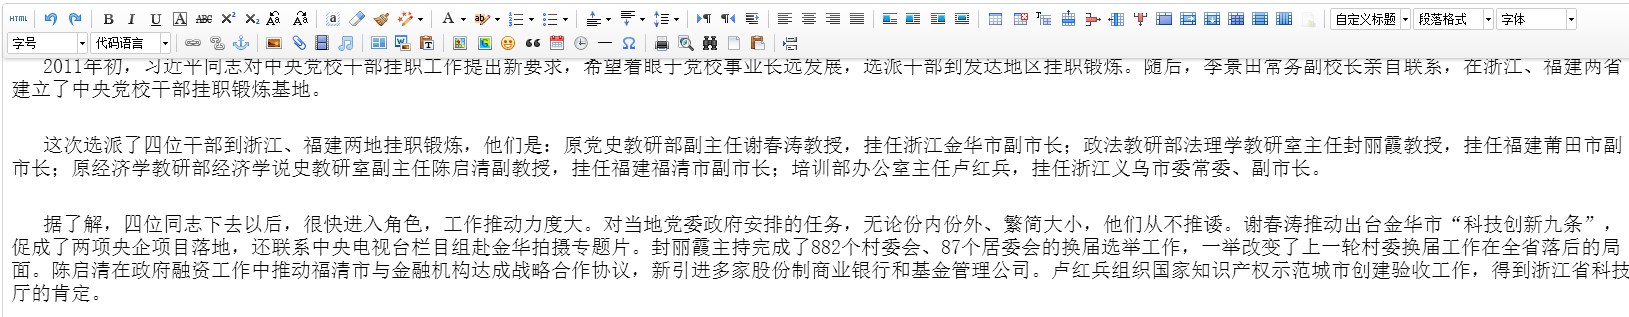 HTML B I U A ABC X² X₂
自定义标题 段落格式 字体
字号 代码语言
2011年初，习近平同志对中央党校干部挂职工作提出新要求，希望着眼于党校事业长远发展，选派干部到发达地区挂职锻炼。随后，李景田常务副校长亲自联系，在浙江、福建两省
建立了中央党校干部挂职锻炼基地。
这次选派了四位干部到浙江、福建两地挂职锻炼，他们是：原党史教研部副主任谢春涛教授，挂任浙江金华市副市长；政法教研部法理学教研室主任封丽霞教授，挂任福建莆田市副
市长；原经济学教研部经济学说史教研室副主任陈启清副教授，挂任福建福清市副市长；培训部办公室主任卢红兵，挂任浙江义乌市委常委、副市长。
据了解，四位同志下去以后，很快进入角色，工作推动力度大。对当地党委政府安排的任务，无论份内份外、繁简大小，他们从不推诿。谢春涛推动出台金华市“科技创新九条”，
促成了两项央企项目落地，还联系中央电视台栏目组赴金华拍摄专题片。封丽霞主持完成了882个村委会、87个居委会的换届选举工作，一举改变了上一轮村委换届工作在全省落后的局
面。陈启清在政府融资工作中推动福清市与金融机构达成战略合作协议，新引进多家股份制商业银行和基金管理公司。卢红兵组织国家知识产权示范城市创建验收工作，得到浙江省科技
厅的肯定。